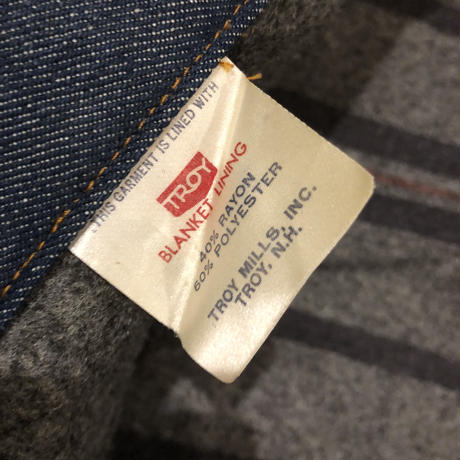 THIS GARMENT IS LINED WITH
TROY
BLANKET LINING
40% RAYON
60% POLYESTER
TROY MILLS, INC.
TROY, N.H.